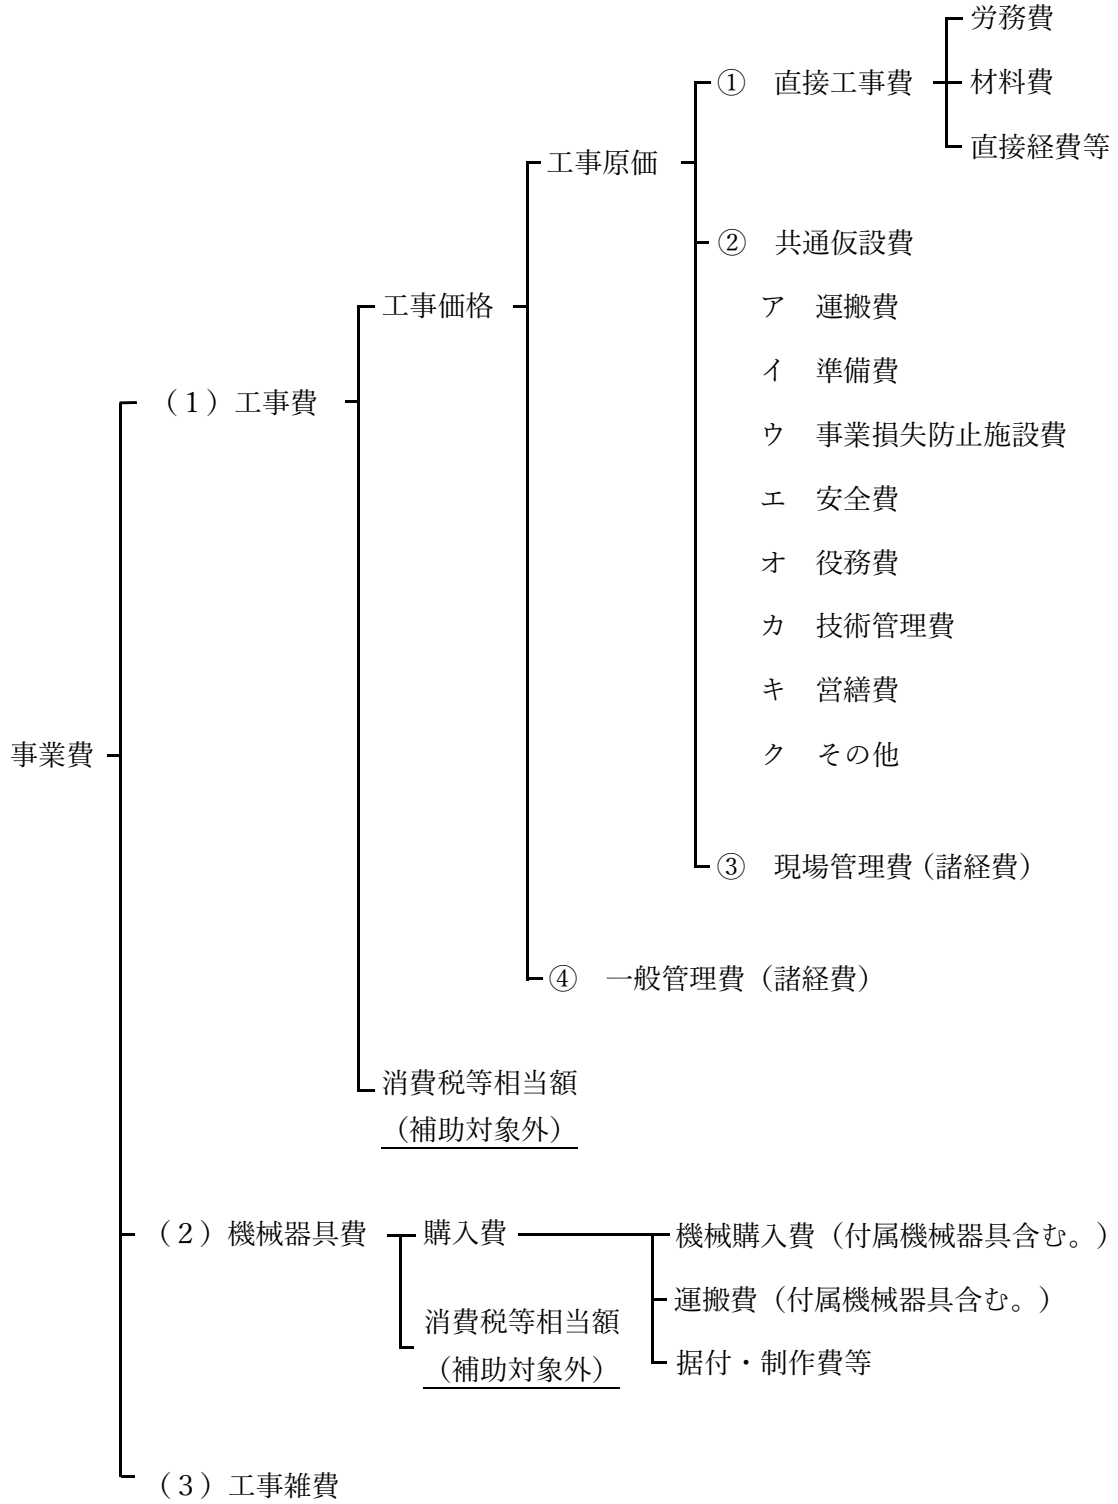 労務費
① 直接工事費
材料費
直接経費等
工事原価
② 共通仮設費
工事価格
ア 運搬費
イ 準備費
（１）工事費
ウ 事業損失防止施設費
エ 安全費
オ 役務費
カ 技術管理費
キ 営繕費
事業費
ク その他
③ 現場管理費（諸経費）
④ 一般管理費（諸経費）
消費税等相当額
（補助対象外）
（２）機械器具費
購入費
機械購入費（付属機械器具含む。）
運搬費（付属機械器具含む。）
消費税等相当額
（補助対象外）
据付・制作費等
（３）工事雑費